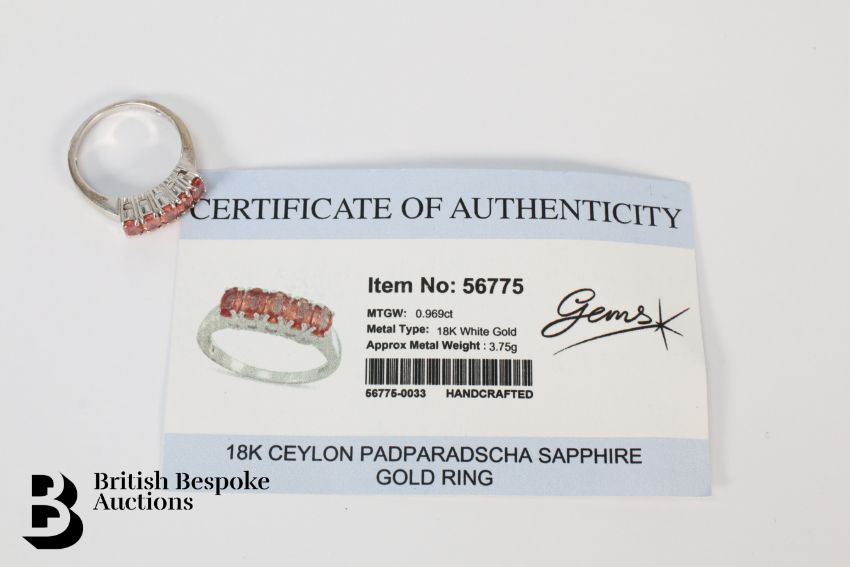 CERTIFICATE OF AUTHENTICITY
Item No: 56775
MTGW: 0.969ct
Metal Type: 18K White Gold
Approx Metal Weight : 3.75g
56775-0033 HANDCRAFTED
Gems
18K CEYLON PADPARADSCHA SAPPHIRE
GOLD RING
B
British Bespoke
Auctions